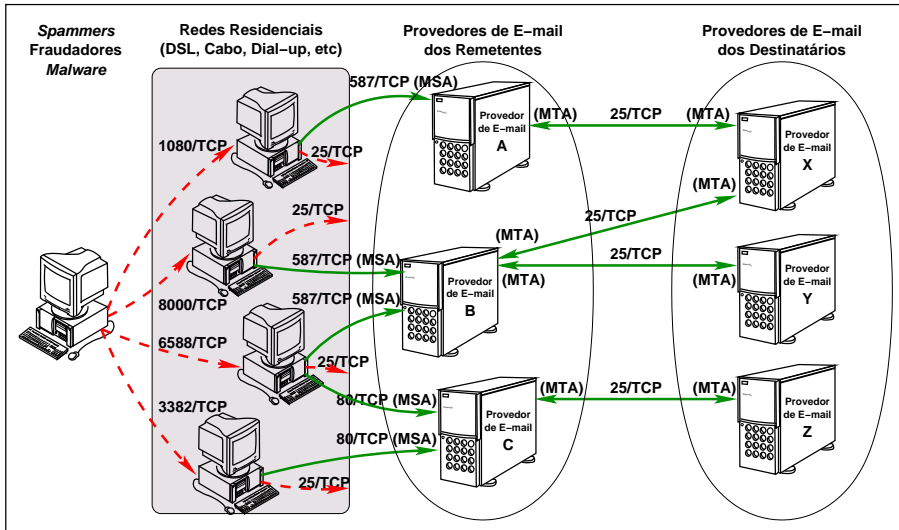 Spammers
Fraudadores
Malware
Redes Residenciais
(DSL, Cabo, Dial-up, etc)
Provedores de E-mail
dos Remetentes
Provedores de E-mail
dos Destinatários
587/TCP (MSA)
1080/TCP
25/TCP
Provedor
de E-mail
A
(MTA)
25/TCP
(MTA)
Provedor
de E-mail
X
25/TCP
8000/TCP
587/TCP (MSA)
(MTA)
25/TCP
(MTA)
Provedor
de E-mail
B
(MTA)
25/TCP
(MTA)
Provedor
de E-mail
Y
6588/TCP
587/TCP (MSA)
25/TCP
80/TCP (MSA)
3382/TCP
80/TCP (MSA)
25/TCP
Provedor
de E-mail
C
(MTA)
25/TCP
(MTA)
Provedor
de E-mail
Z